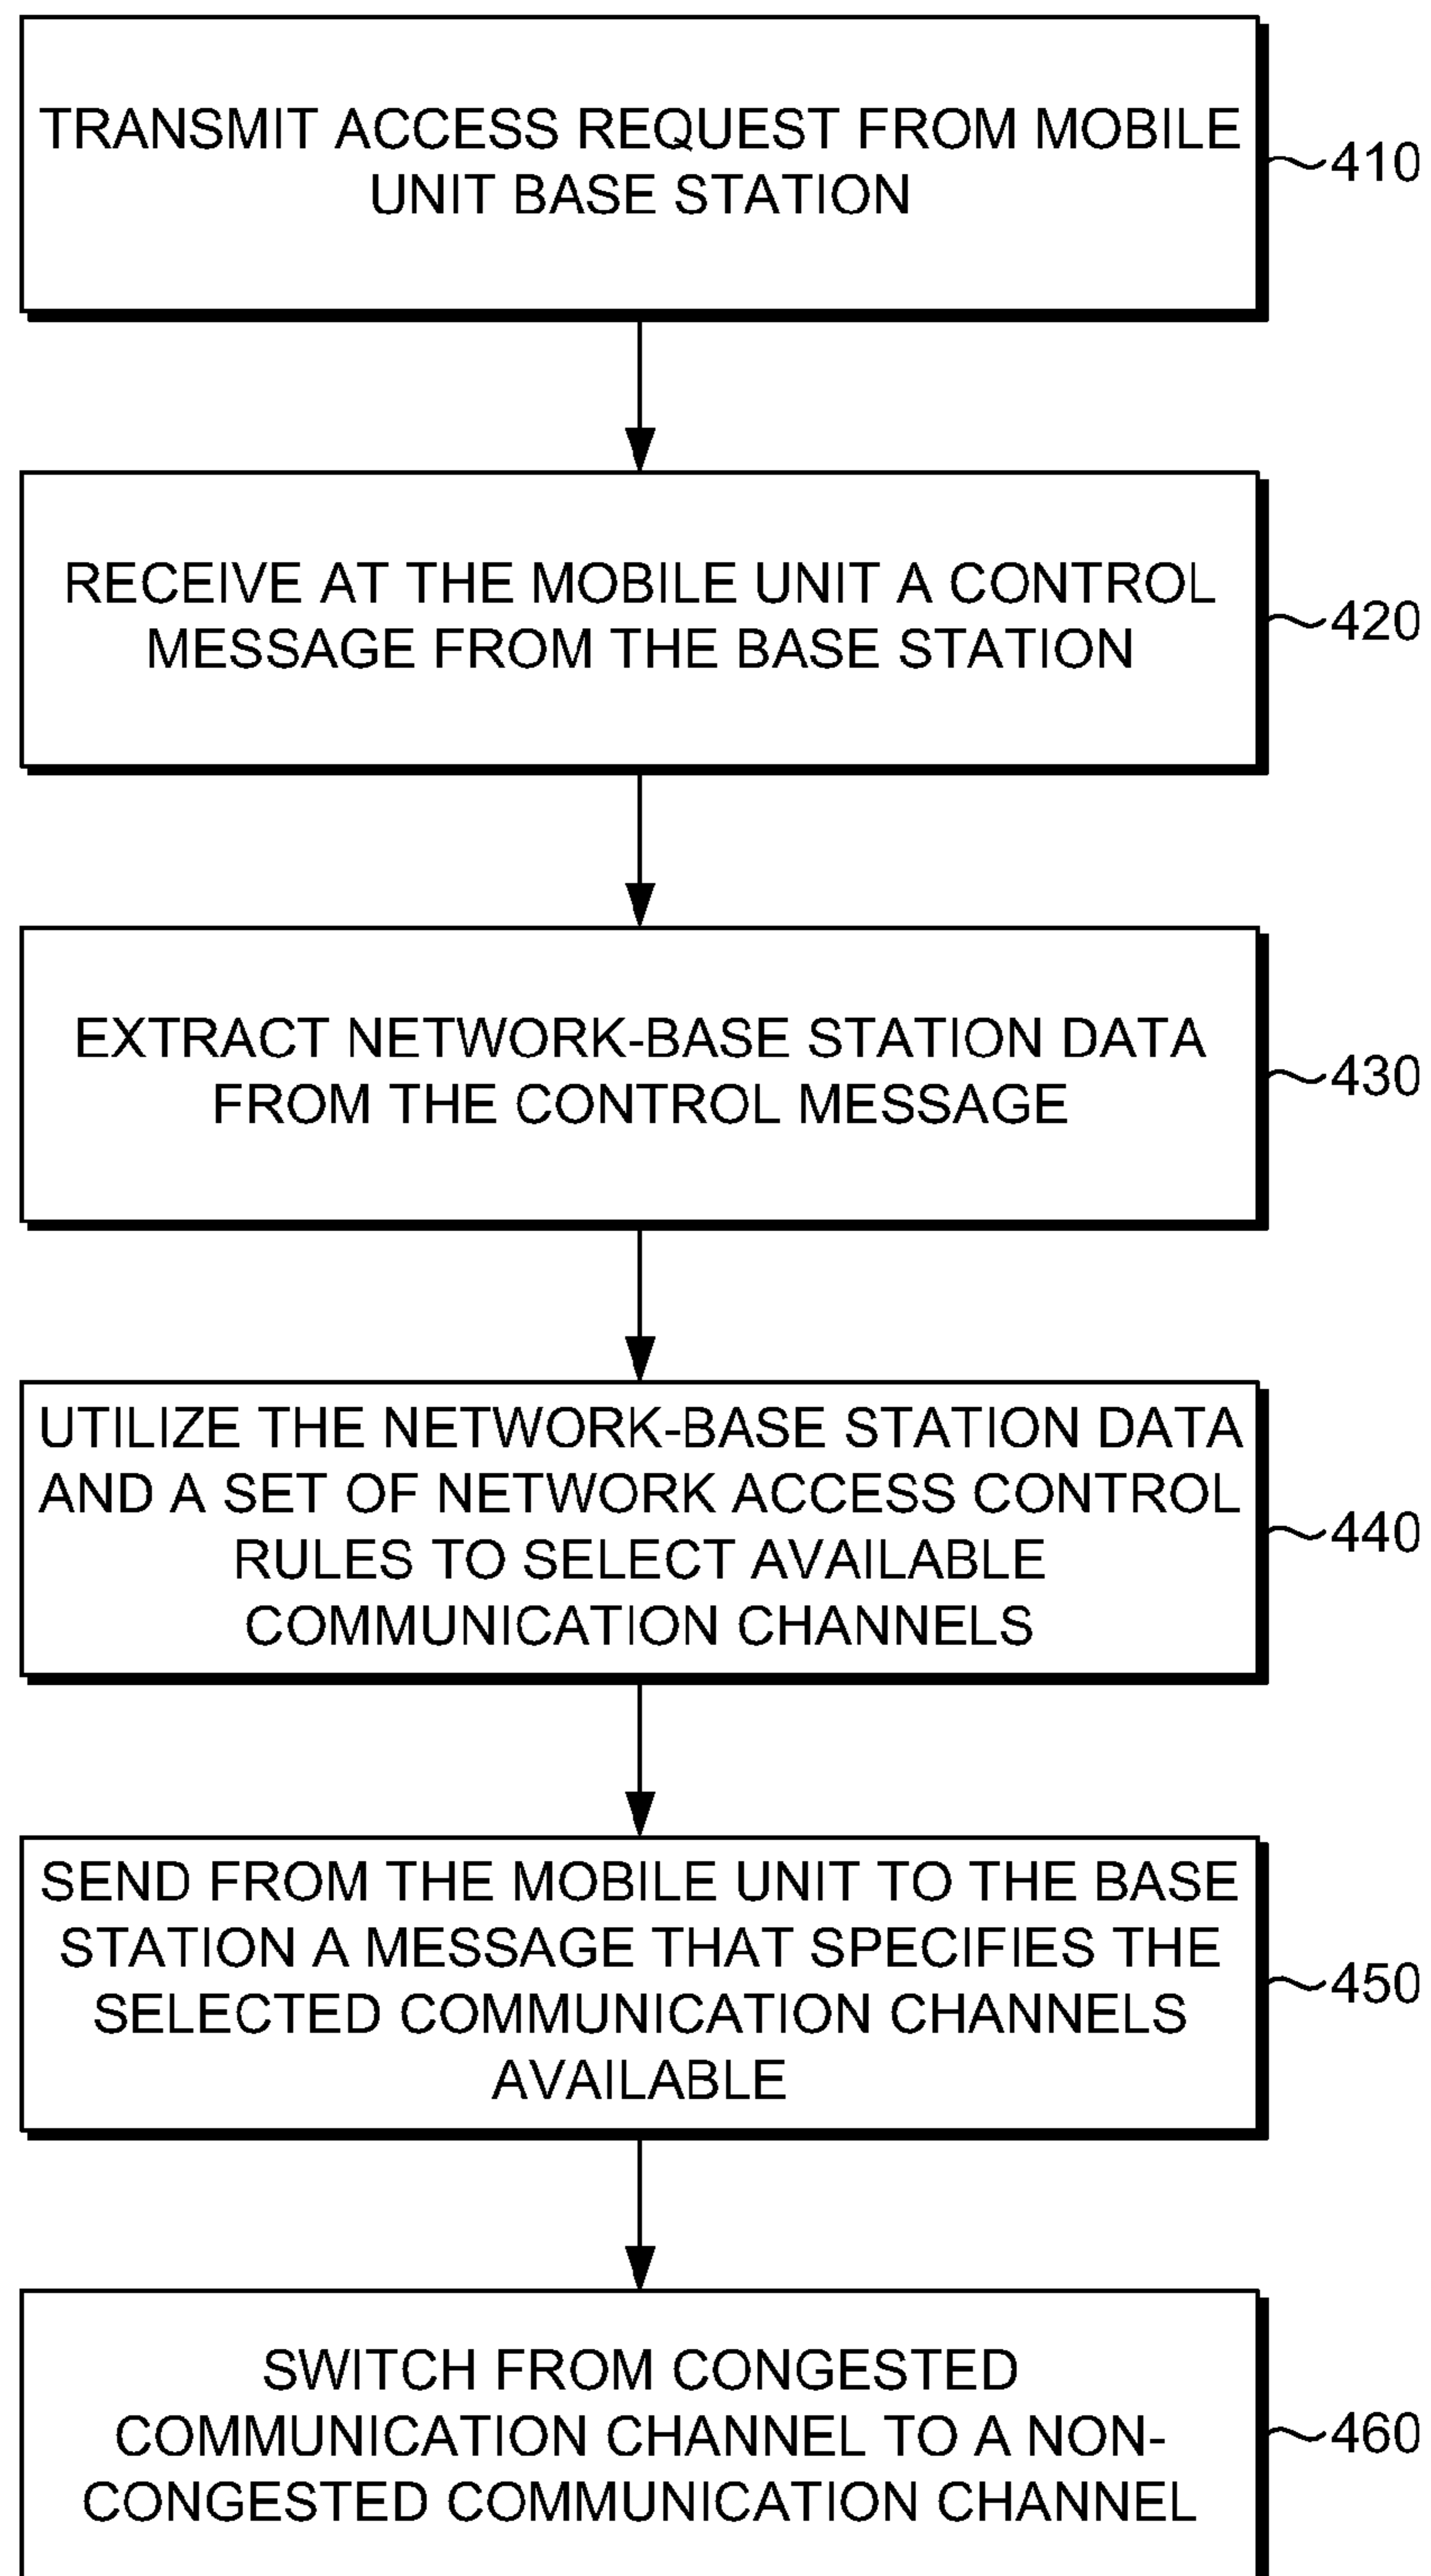 TRANSMIT ACCESS REQUEST FROM MOBILE
UNIT BASE STATION
410
RECEIVE AT THE MOBILE UNIT A CONTROL
MESSAGE FROM THE BASE STATION
420
EXTRACT NETWORK-BASE STATION DATA
FROM THE CONTROL MESSAGE
430
UTILIZE THE NETWORK-BASE STATION DATA
AND A SET OF NETWORK ACCESS CONTROL
RULES TO SELECT AVAILABLE
COMMUNICATION CHANNELS
440
SEND FROM THE MOBILE UNIT TO THE BASE
STATION A MESSAGE THAT SPECIFIES THE
SELECTED COMMUNICATION CHANNELS
AVAILABLE
450
SWITCH FROM CONGESTED
COMMUNICATION CHANNEL TO A NON-
CONGESTED COMMUNICATION CHANNEL
460